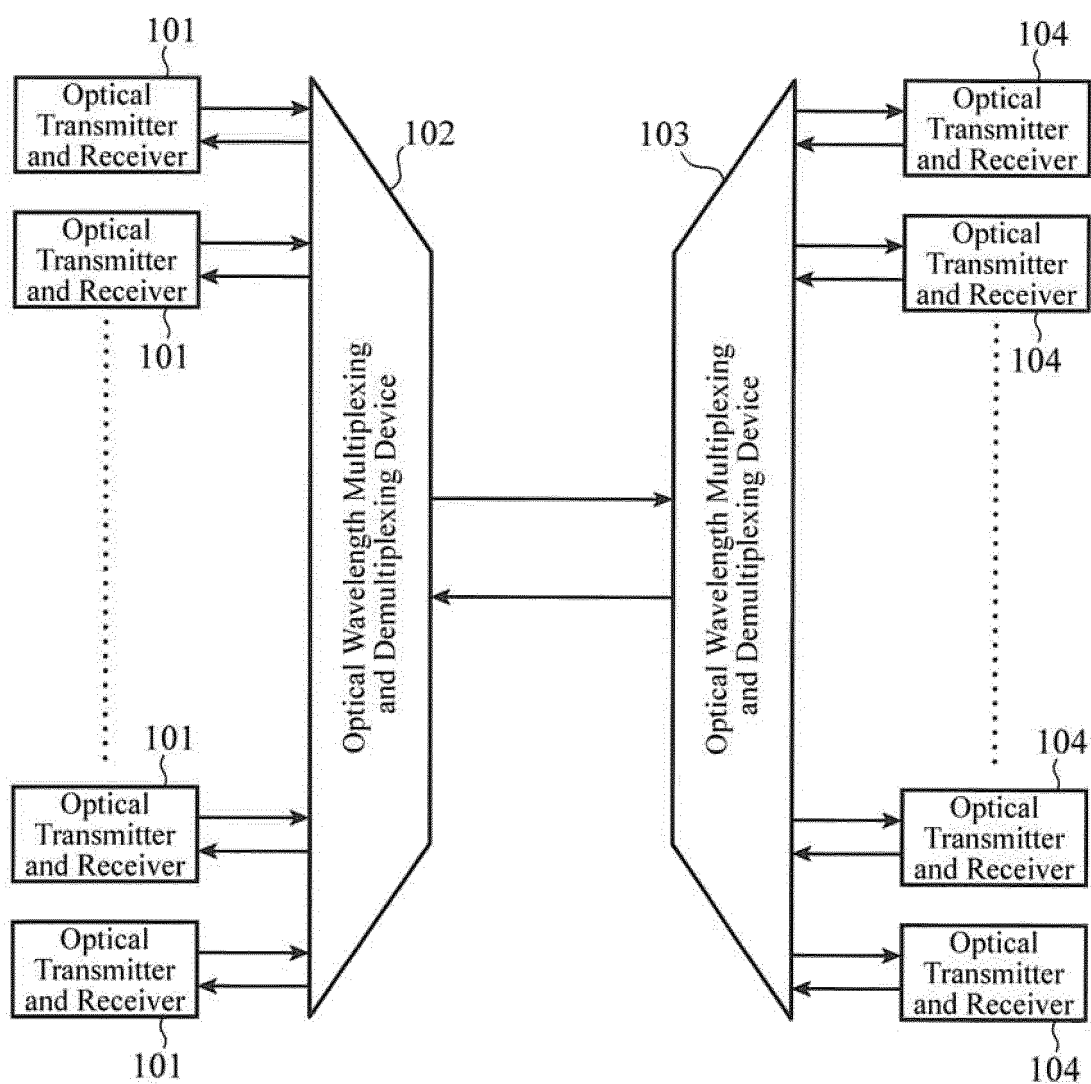 101
Optical
Transmitter
and Receiver
Optical
Transmitter
and Receiver
101
101
Optical
Transmitter
and Receiver
Optical
Transmitter
and Receiver
101
102
Optical Wavelength Multiplexing
and Demultiplexing Device
103
Optical Wavelength Multiplexing
and Demultiplexing Device
104
Optical
Transmitter
and Receiver
Optical
Transmitter
and Receiver
104
104
Optical
Transmitter
and Receiver
Optical
Transmitter
and Receiver
104